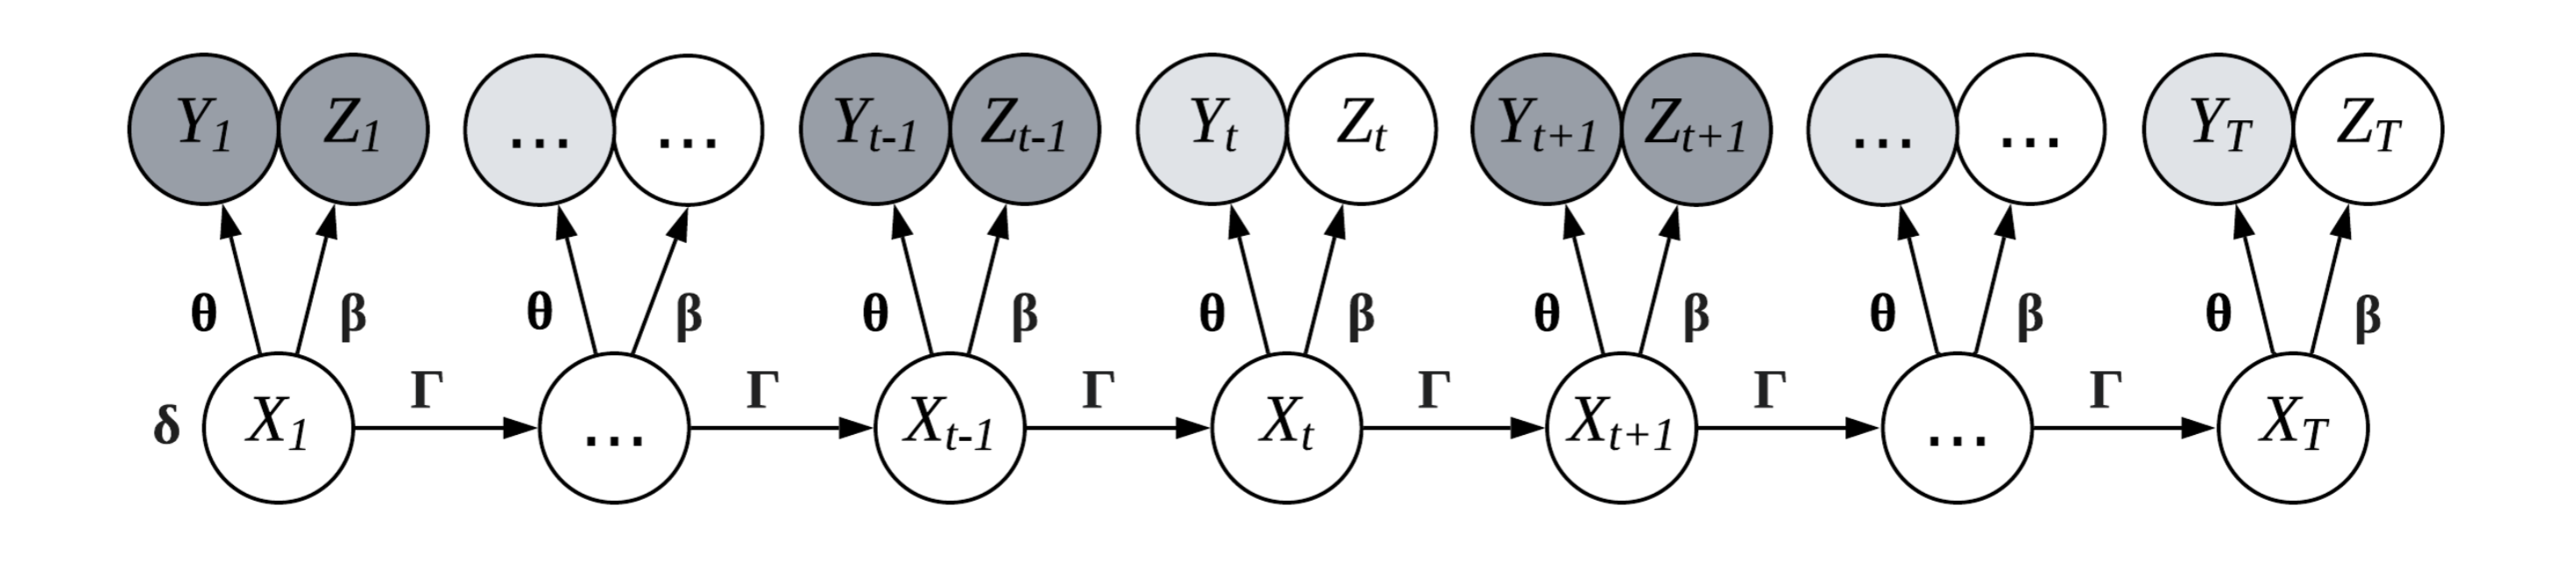 Y1 Z1 ... ... Yt-1 Zt-1 Yt Zt Yt+1 Zt+1 ... ... YT ZT
θ β θ β θ β θ β θ β θ β θ β
Γ Γ Γ Γ Γ Γ
δ X1 ... Xt-1 Xt Xt+1 ... XT